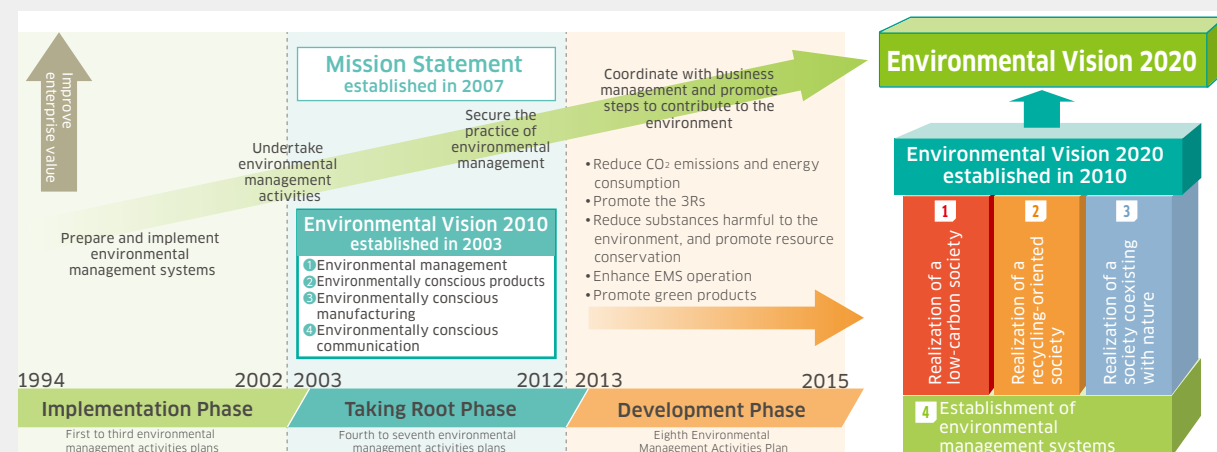 Improve
enterprise value
Mission Statement
established in 2007
Coordinate with business
management and promote
steps to contribute to the
environment
Secure the
practice of
environmental
management
Undertake
environmental
management
activities
Prepare and implement
environmental
management systems
• Reduce CO2 emissions and energy
consumption
• Promote the 3Rs
• Reduce substances harmful to the
environment, and promote resource
conservation
• Enhance EMS operation
• Promote green products
Environmental Vision 2010
established in 2003
1 Environmental management
2 Environmentally conscious products
3 Environmentally conscious
manufacturing
4 Environmentally conscious
communication
1994
2002
2003
2012
2013
2015
Implementation Phase
Taking Root Phase
Development Phase
First to third environmental
management activities plans
Fourth to seventh environmental
management activities plans
Eighth Environmental
Management Activities Plan
Environmental Vision 2020
Environmental Vision 2020
established in 2010
1
Realization of a
low-carbon society
2
Realization of a
recycling-oriented
society
3
Realization of a
society coexisting
with nature
4 Establishment of
environmental
management systems